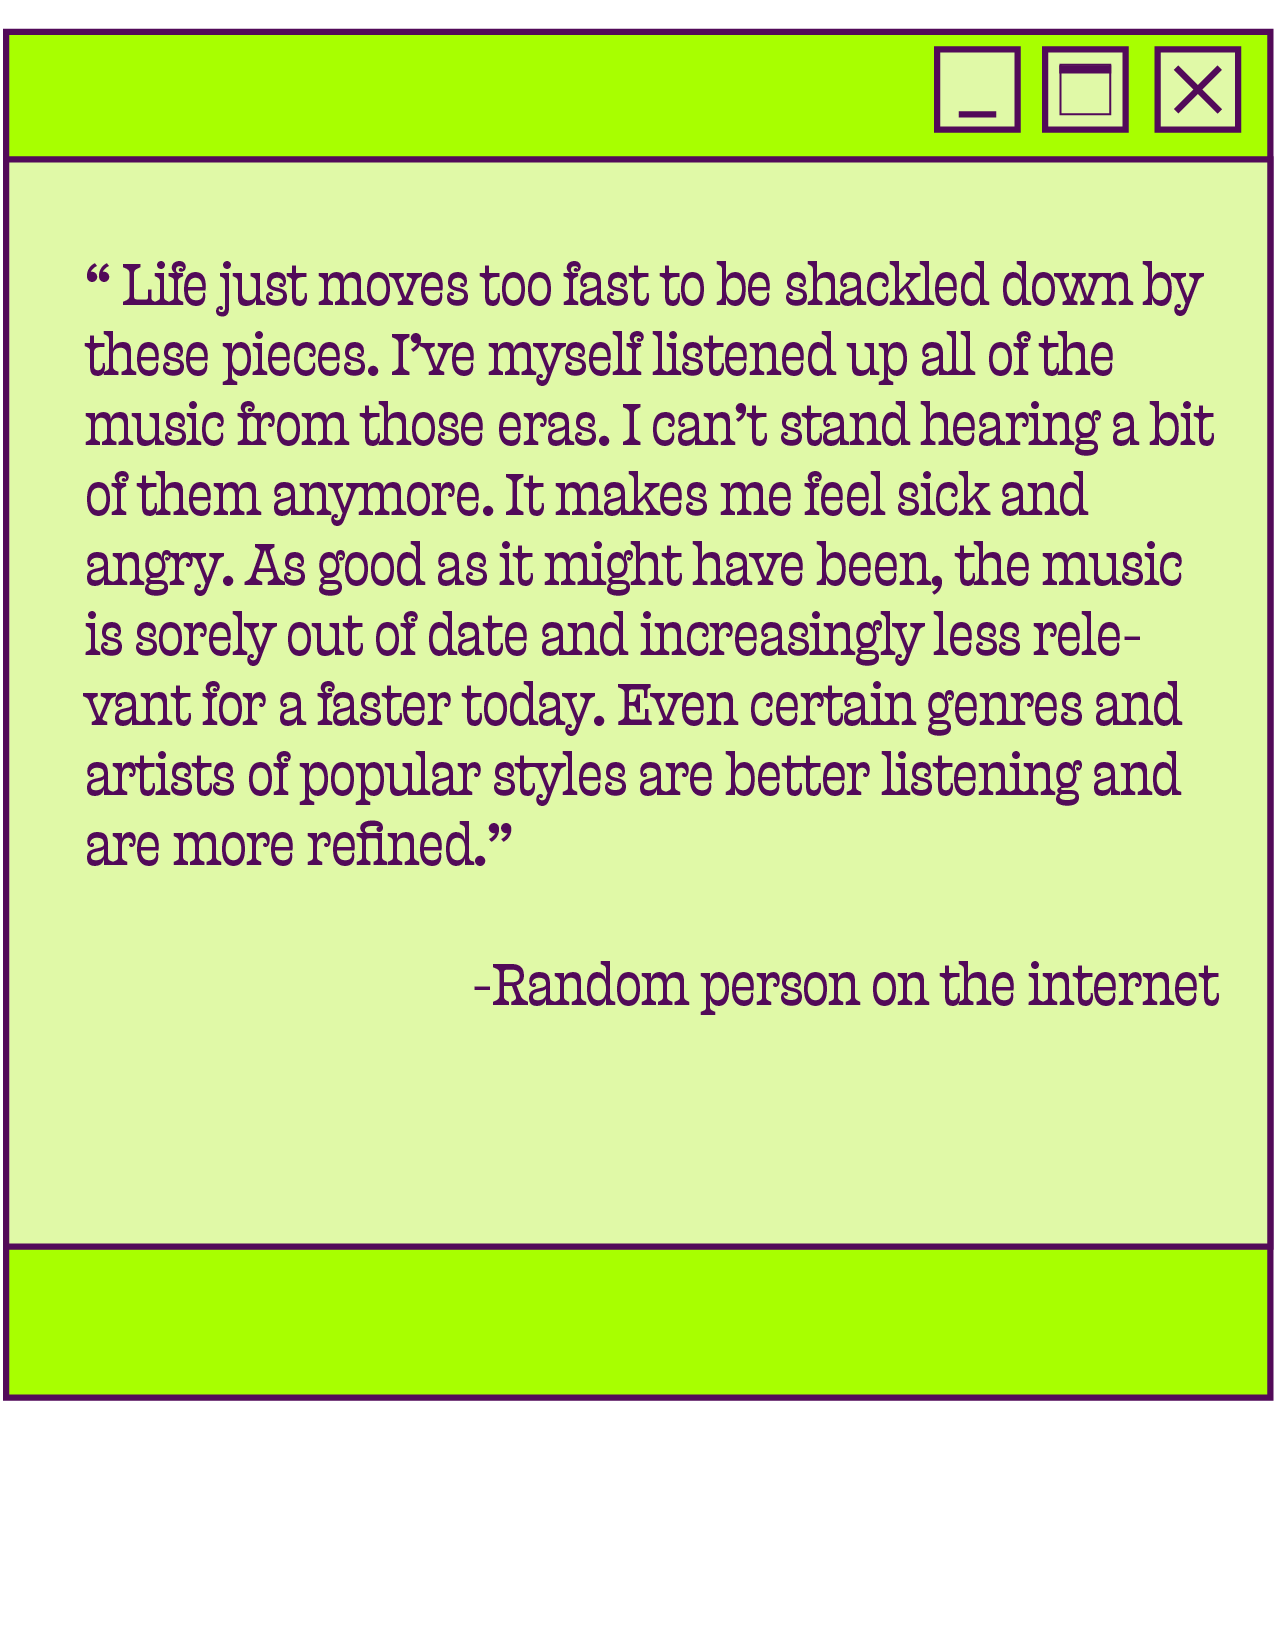 “ Life just moves too fast to be shackled down by
these pieces. I’ve myself listened up all of the
music from those eras. I can’t stand hearing a bit
of them anymore. It makes me feel sick and
angry. As good as it might have been, the music
is sorely out of date and increasingly less rele-
vant for a faster today. Even certain genres and
artists of popular styles are better listening and
are more refined.”
-Random person on the internet